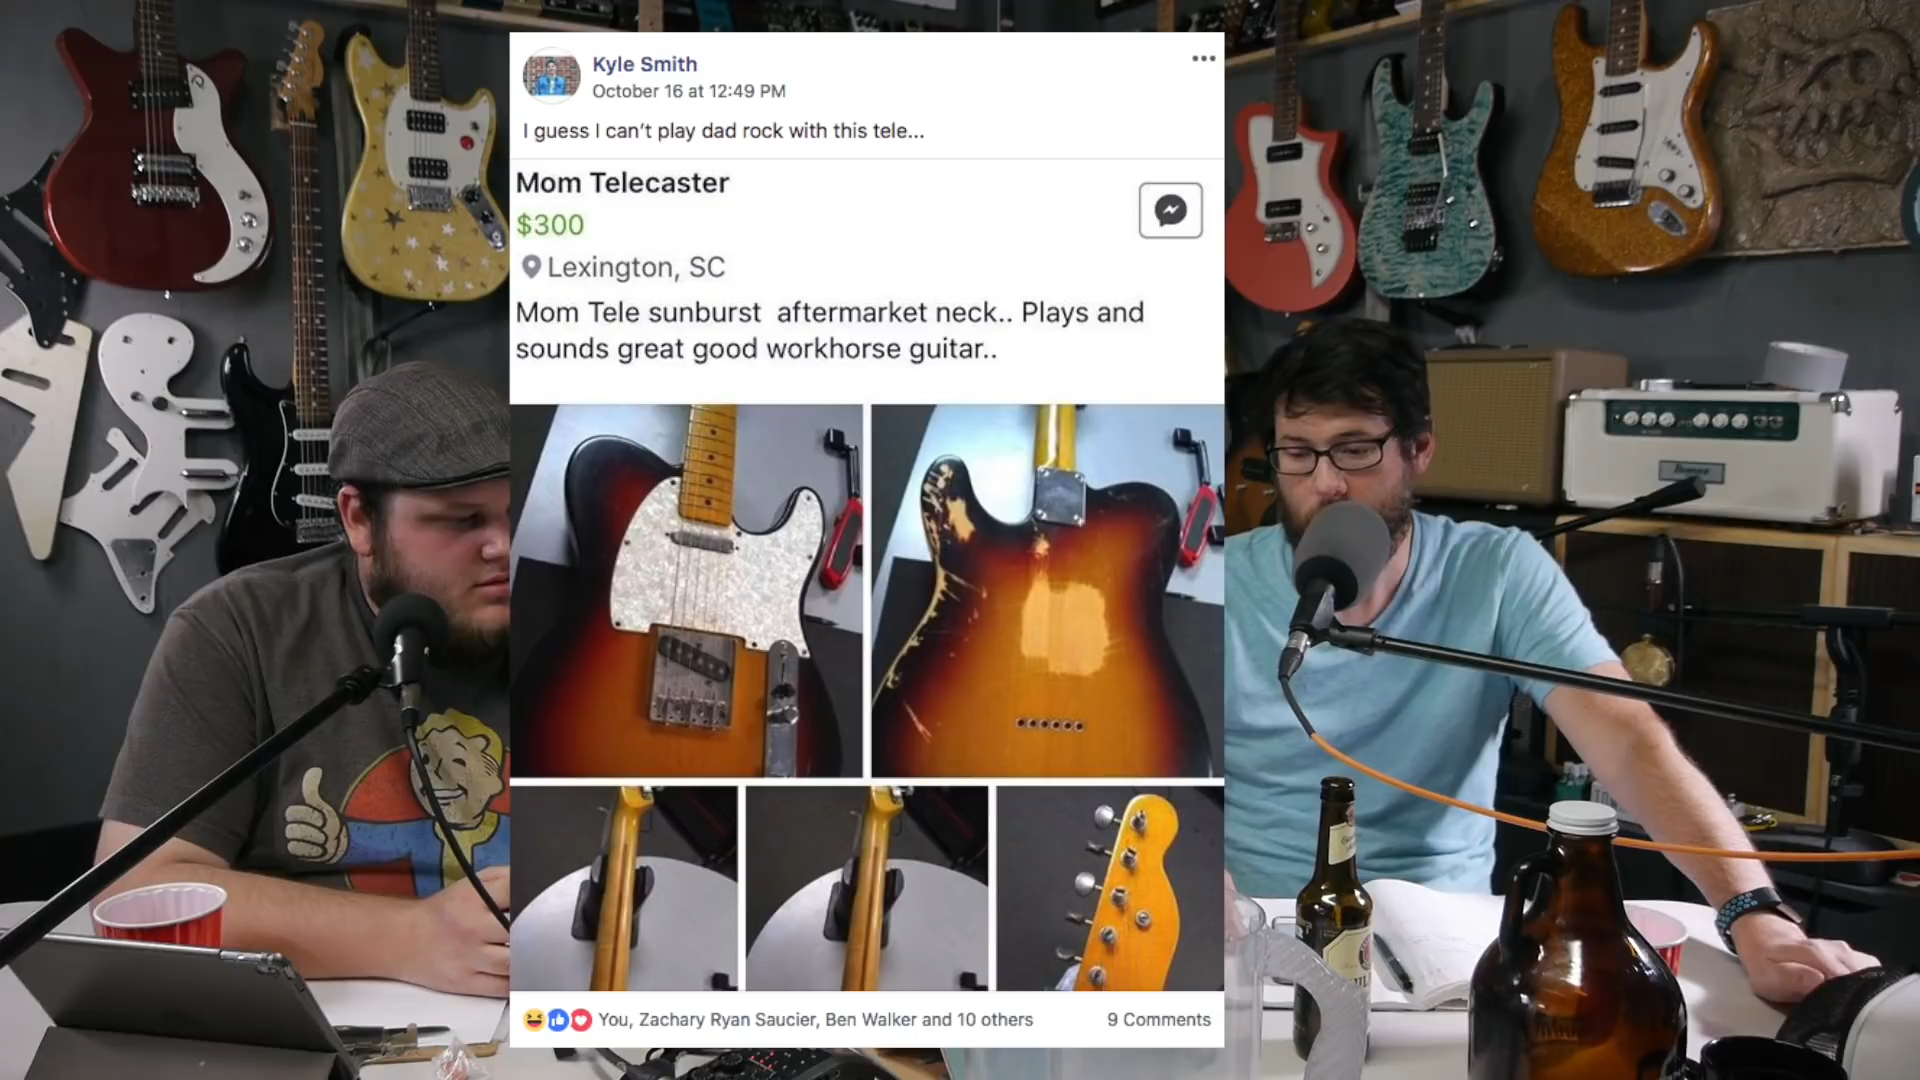 Kyle Smith
October 16 at 12:49 PM
I guess I can't play dad rock with this tele...
Mom Telecaster
$300
Lexington, SC
Mom Tele sunburst aftermarket neck.. Plays and
sounds great good workhorse guitar..
You, Zachary Ryan Saucier, Ben Walker and 10 others
9 Comments
Ibanez